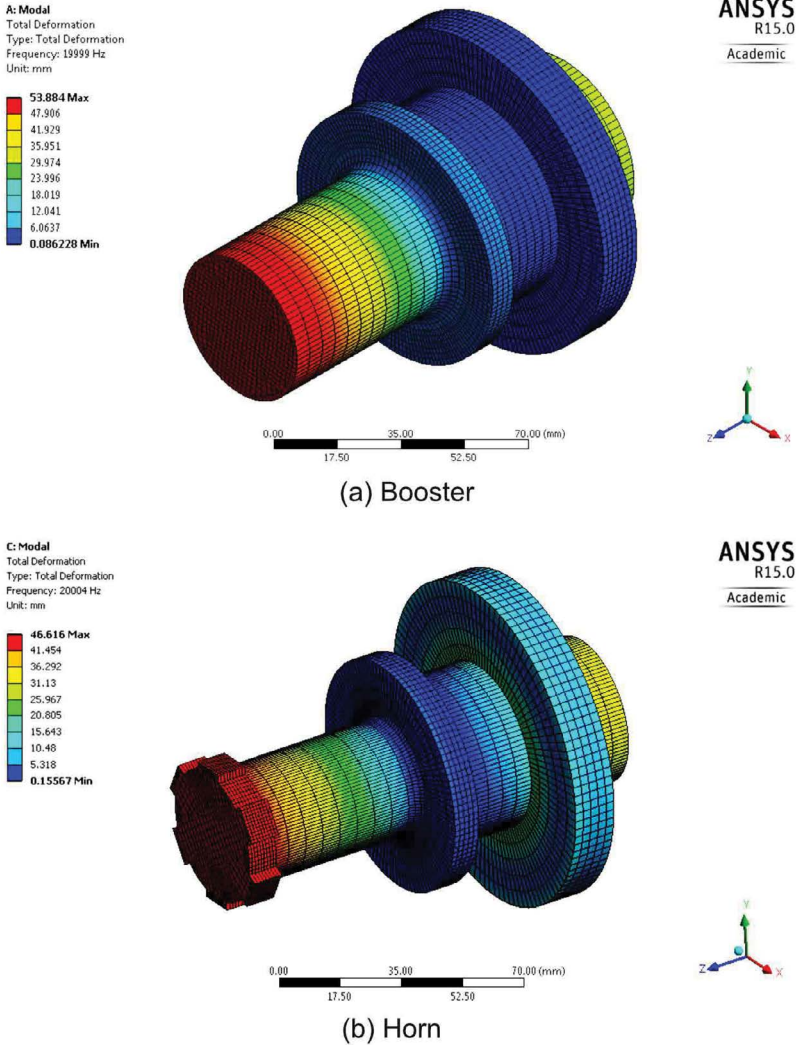 A: Modal
Total Deformation
Type: Total Deformation
Frequency: 19999 Hz
Unit: mm
53.884 Max
47.906
41.929
35.951
29.974
23.996
18.019
12.041
6.0637
0.086228 Min
ANSYS
R15.0
Academic
Y
Z
X
0.00
35.00
70.00 (mm)
17.50
52.50
(a) Booster
C: Modal
Total Deformation
Type: Total Deformation
Frequency: 20004 Hz
Unit: mm
46.616 Max
41.454
36.292
31.13
25.967
20.805
15.643
10.48
5.318
0.15567 Min
ANSYS
R15.0
Academic
Y
Z
X
0.00
35.00
70.00 (mm)
17.50
52.50
(b) Horn